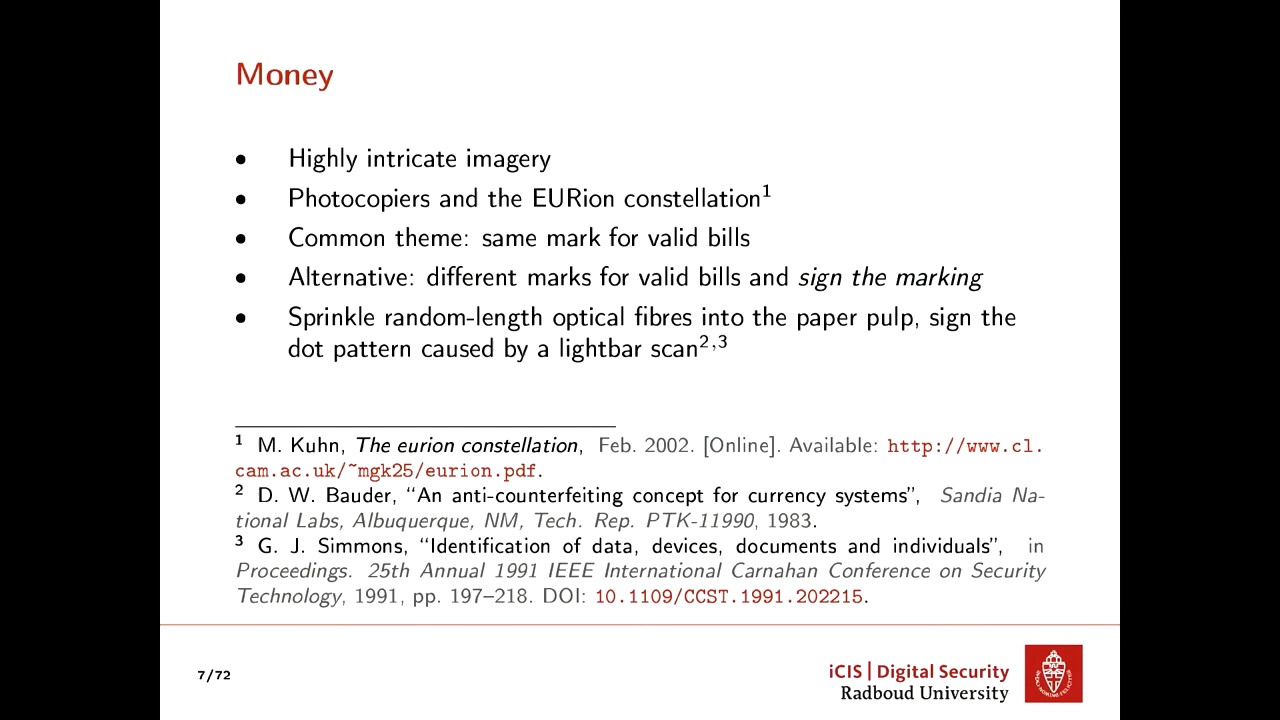 Money
• Highly intricate imagery
• Photocopiers and the EURion constellation¹
• Common theme: same mark for valid bills
• Alternative: different marks for valid bills and sign the marking
• Sprinkle random-length optical fibres into the paper pulp, sign the
dot pattern caused by a lightbar scan²,³
¹ M. Kuhn, The eurion constellation, Feb. 2002. [Online]. Available: http://www.cl.
cam.ac.uk/~mgk25/eurion.pdf.
² D. W. Bauder, “An anti-counterfeiting concept for currency systems”, Sandia Na-
tional Labs, Albuquerque, NM, Tech. Rep. PTK-11990, 1983.
³ G. J. Simmons, “Identification of data, devices, documents and individuals”, in
Proceedings. 25th Annual 1991 IEEE International Carnahan Conference on Security
Technology, 1991, pp. 197–218. DOI: 10.1109/CCST.1991.202215.
7/72
iCIS | Digital Security
Radboud University